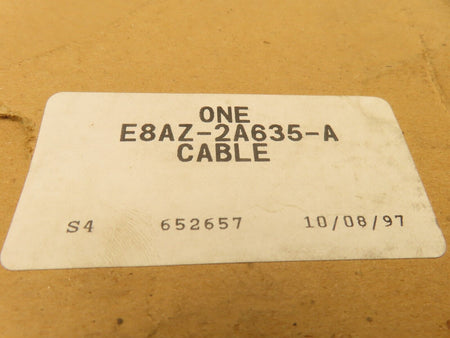 ONE
E8AZ-2A635-A
CABLE
S4 652657 10/08/97